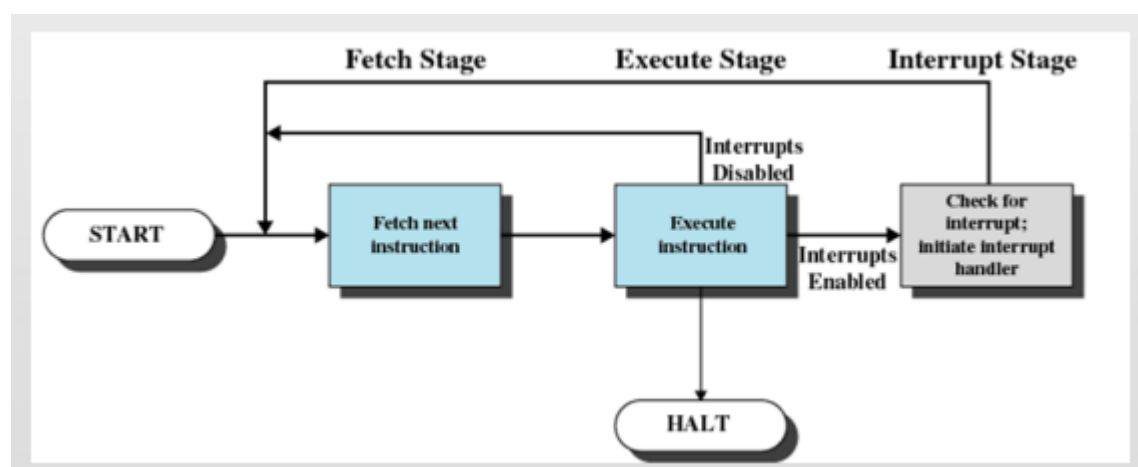 Fetch Stage
Execute Stage
Interrupt Stage
Interrupts
Disabled
START
Fetch next
instruction
Execute
instruction
Interrupts
Enabled
Check for
interrupt;
initiate interrupt
handler
HALT